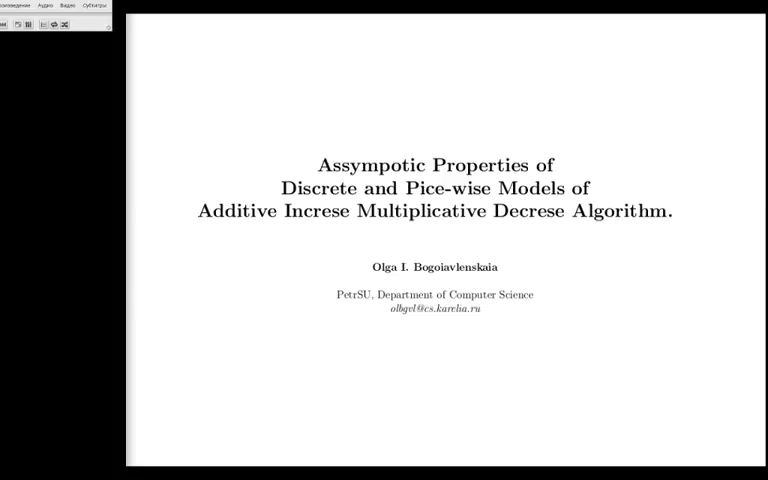 Аудио Видео Субтитры
Assympotic Properties of
Discrete and Pice-wise Models of
Additive Increse Multiplicative Decrese Algorithm.
Olga I. Bogoiavlenskaia
PetrSU, Department of Computer Science
olbgvl@cs.karelia.ru